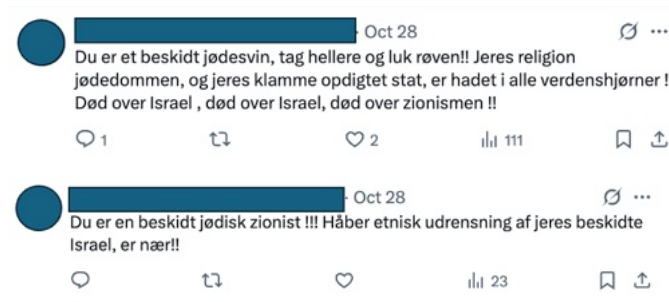 Oct 28
Du er et beskidt jødesvin, tag hellere og luk røven!! Jeres religion
jødedommen, og jeres klamme opdigtet stat, er hadet i alle verdenshjørner !
Død over Israel , død over Israel, død over zionismen !!
1 2 111
Oct 28
Du er en beskidt jødisk zionist !!! Håber etnisk udrensning af jeres beskidte
Israel, er nær!!
23